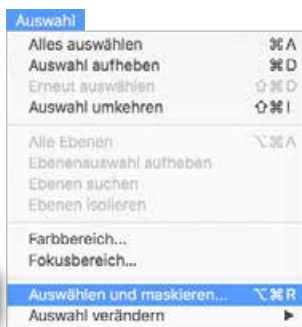 Auswahl
Alles auswählen ⌘A
Auswahl aufheben ⌘D
Erneut auswählen ⇧⌘D
Auswahl umkehren ⇧⌘I
Alle Ebenen ⌥⌘A
Ebenenauswahl aufheben
Ebenen suchen
Ebenen isolieren
Farbbereich...
Fokusbereich...
Auswählen und maskieren... ⌥⌘R
Auswahl verändern ▶